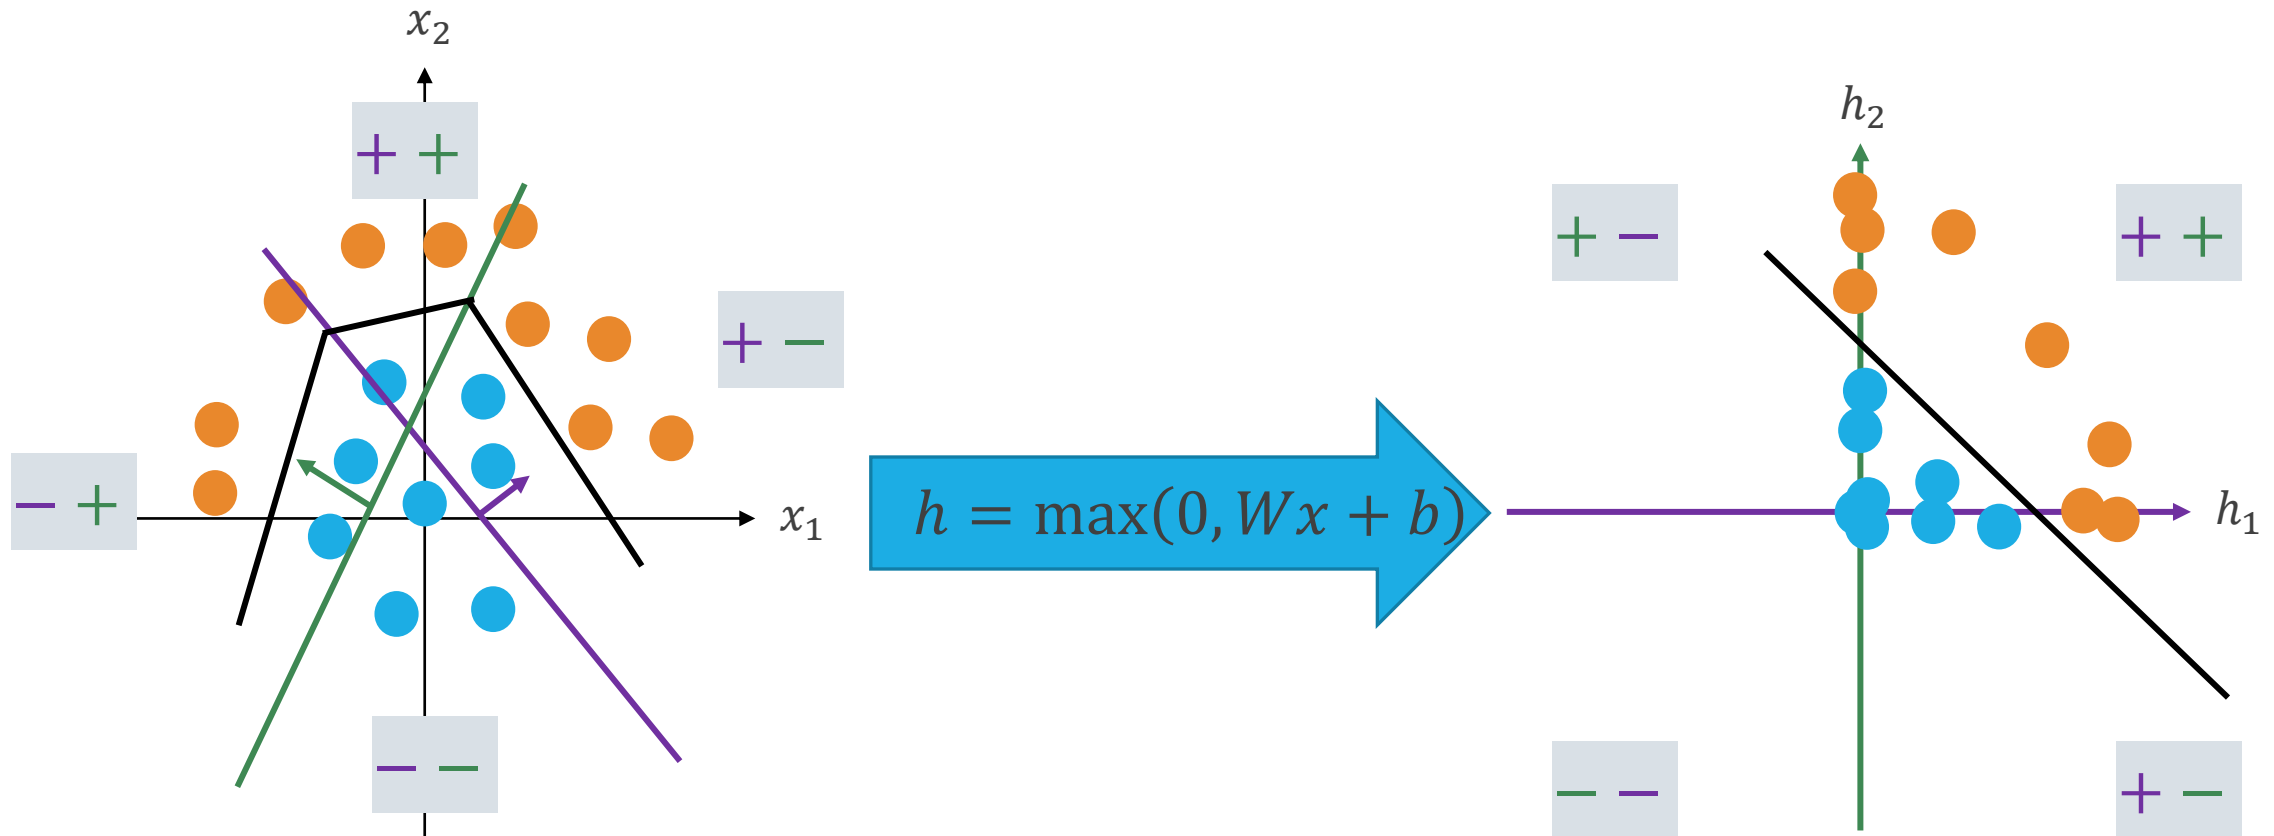 x₂
+ +
+ −
− +
x₁
− −
h = max(0, Wx + b)
h₂
+ −
+ +
h₁
− −
+ −